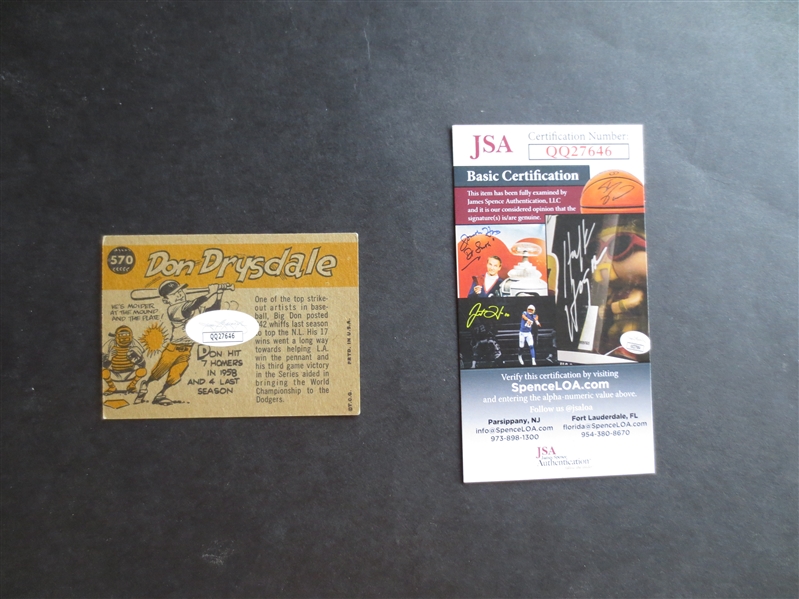 570
Don Drysdale
HE'S MURDER
AT THE MOUND
AND THE PLATE!
QQ27646
DON HIT
7 HOMERS
IN 1958
AND 4 LAST
SEASON
One of the top strike-
out artists in base-
ball, Big Don posted
242 whiffs last season
to top the N.L. His 17
wins went a long way
towards helping L.A.
win the pennant and
his third game victory
in the Series aided in
bringing the World
Championship to the
Dodgers.
©T.C.G. PRTD. IN U.S.A.
JSA
Certification Number:
QQ27646
Basic Certification
This item has been fully examined by
James Spence Authentication, LLC
and it is our considered opinion that the
signature(s) is/are genuine.
Verify this certification by visiting
SpenceLOA.com
and entering the alpha-numeric value above.
Follow us @jsaloa
Parsippany, NJ
info@SpenceLOA.com
973-898-1300
Fort Lauderdale, FL
florida@SpenceLOA.com
954-380-8670
JSA
Authentication